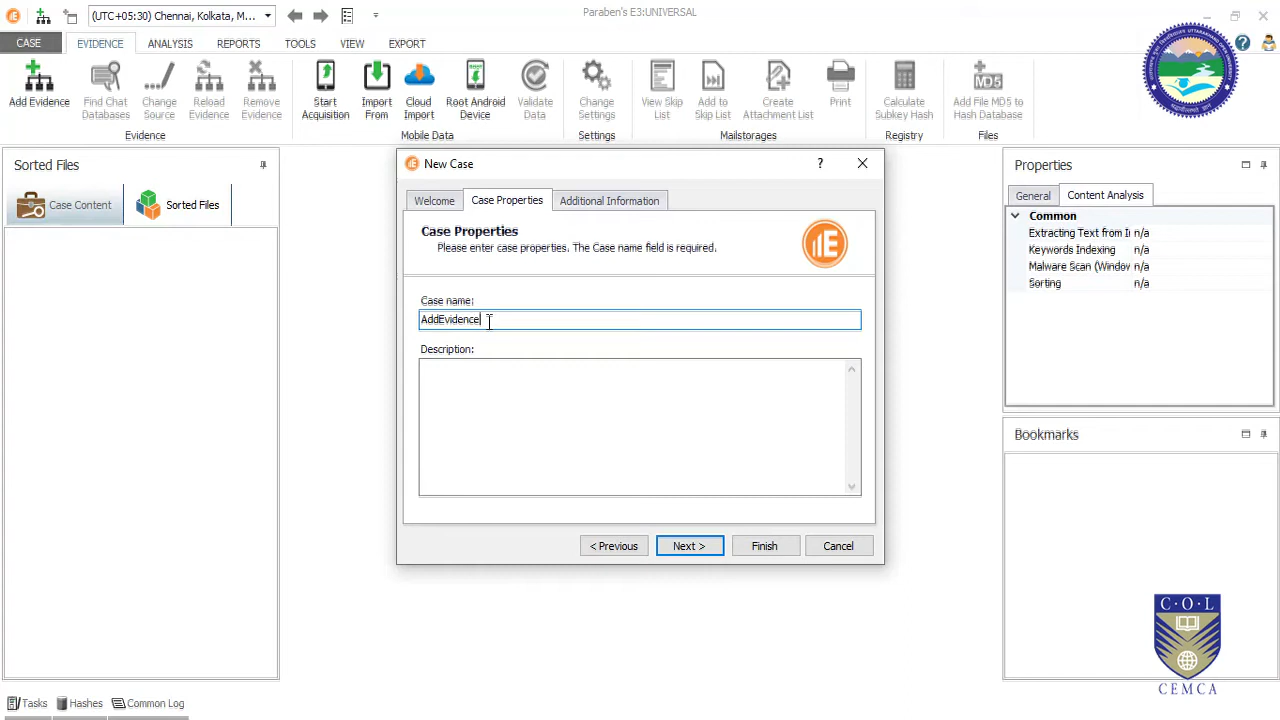 (UTC+05:30) Chennai, Kolkata, M...
Paraben's E3:UNIVERSAL
CASE
EVIDENCE
ANALYSIS
REPORTS
TOOLS
VIEW
EXPORT
Add Evidence
Find Chat
Databases
Change
Source
Reload
Evidence
Remove
Evidence
Evidence
Start
Acquisition
Import
From
Cloud
Import
Root Android
Device
Validate
Data
Mobile Data
Change
Settings
Settings
View Skip
List
Add to
Skip List
Create
Attachment List
Print
Mailstorages
Calculate
Subkey Hash
Registry
MD5
Add File MD5 to
Hash Database
Files
Sorted Files
Case Content
Sorted Files
New Case
?
Welcome
Case Properties
Additional Information
Case Properties
Please enter case properties. The Case name field is required.
Case name:
AddEvidence
Description:
< Previous
Next >
Finish
Cancel
Properties
General
Content Analysis
Common
Extracting Text from I n/a
Keywords Indexing n/a
Malware Scan (Window n/a
Sorting n/a
Bookmarks
C·O·L
CEMCA
Tasks
Hashes
Common Log